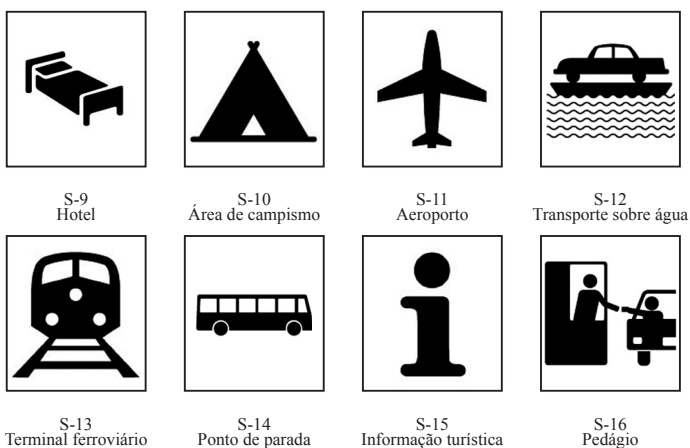 S-9
Hotel
S-10
Área de campismo
S-11
Aeroporto
S-12
Transporte sobre água
S-13
Terminal ferroviário
S-14
Ponto de parada
S-15
Informação turística
S-16
Pedágio